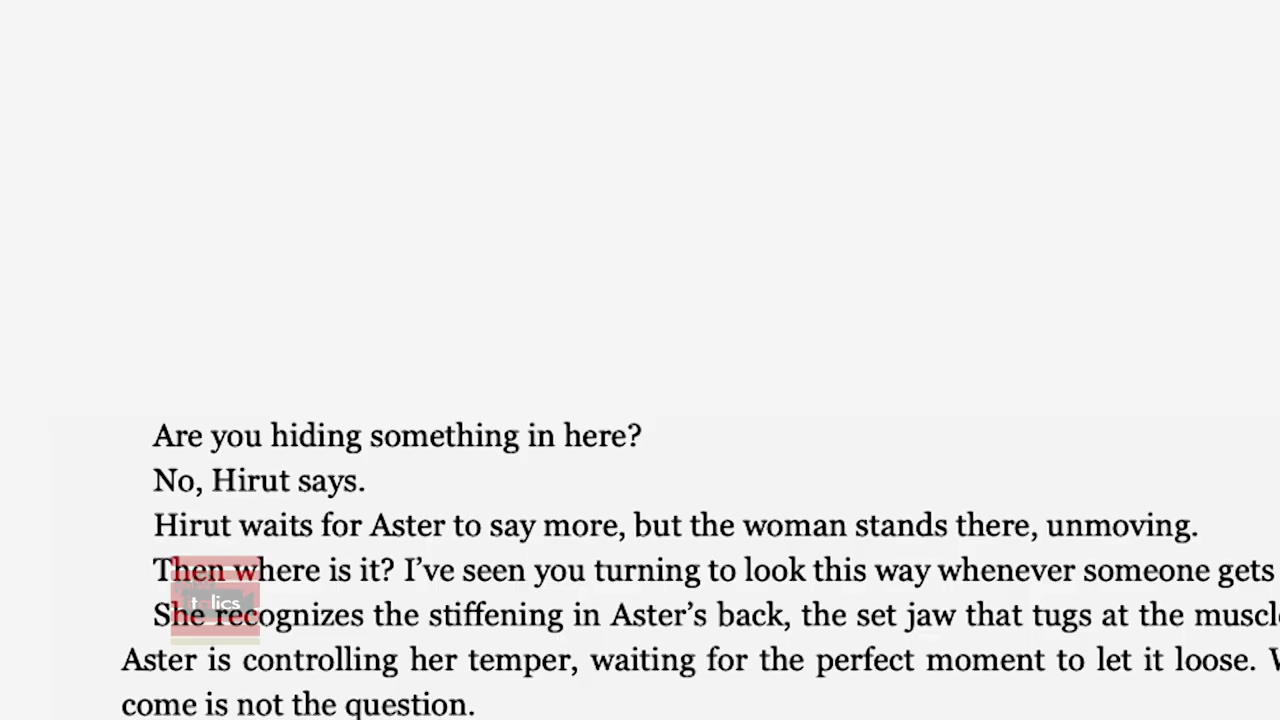 Are you hiding something in here?
No, Hirut says.
Hirut waits for Aster to say more, but the woman stands there, unmoving.
Then where is it? I've seen you turning to look this way whenever someone gets
She recognizes the stiffening in Aster's back, the set jaw that tugs at the
Aster is controlling her temper, waiting for the perfect moment to let it loose.
come is not the question.